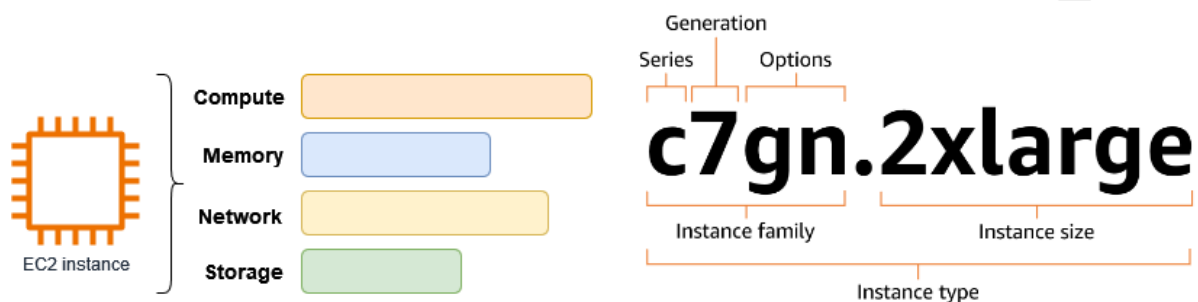 Compute
Memory
Network
Storage
EC2 instance
Generation
Series
Options
c7gn.2xlarge
Instance family
Instance size
Instance type